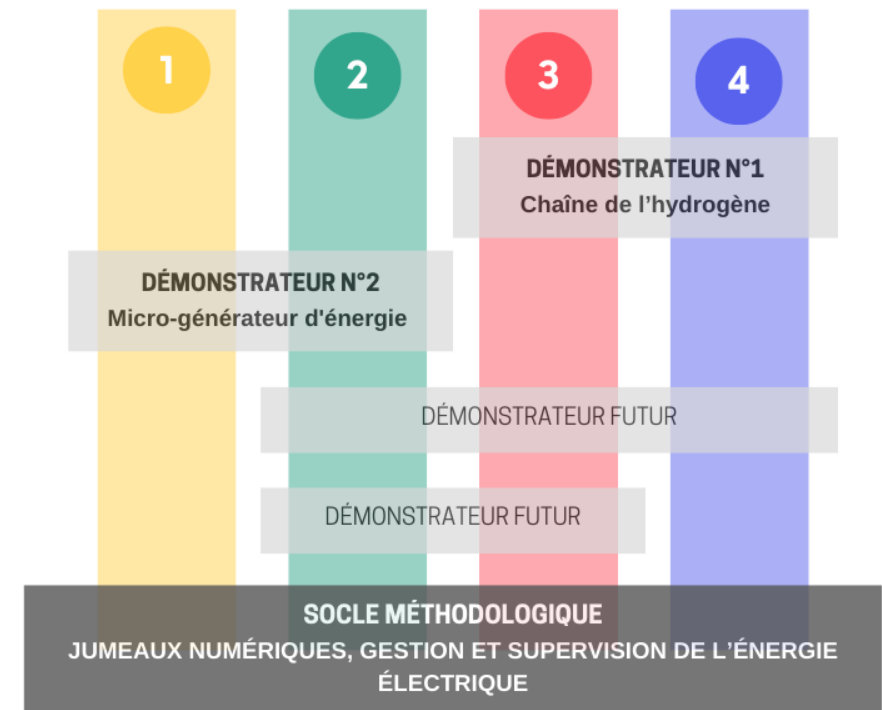 1
2
3
4
DÉMONSTRATEUR N°1
Chaîne de l’hydrogène
DÉMONSTRATEUR N°2
Micro-générateur d'énergie
DÉMONSTRATEUR FUTUR
DÉMONSTRATEUR FUTUR
SOCLE MÉTHODOLOGIQUE
JUMEAUX NUMÉRIQUES, GESTION ET SUPERVISION DE L’ÉNERGIE
ÉLECTRIQUE